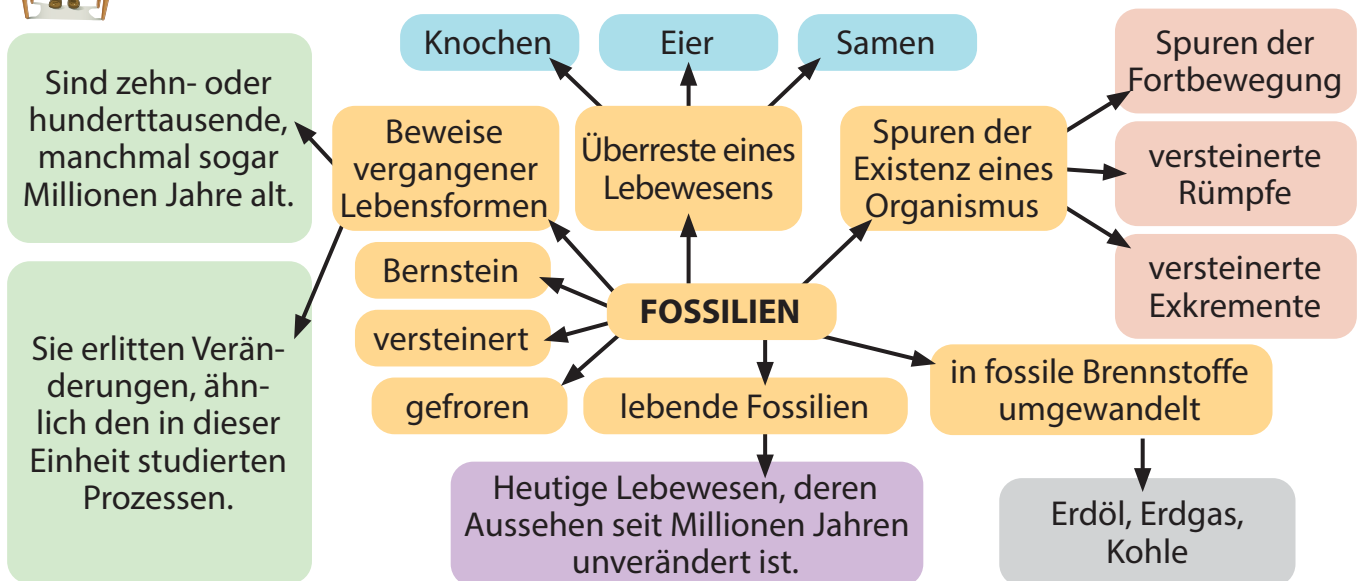 Knochen
Eier
Samen
Spuren der
Fortbewegung
Sind zehn- oder
hunderttausende,
manchmal sogar
Millionen Jahre alt.
Beweise
vergangener
Lebensformen
Überreste eines
Lebewesens
Spuren der
Existenz eines
Organismus
versteinerte
Rümpfe
versteinerte
Exkremente
Bernstein
FOSSILIEN
versteinert
gefroren
lebende Fossilien
in fossile Brennstoffe
umgewandelt
Sie erlitten Verän-
derungen, ähn-
lich den in dieser
Einheit studierten
Prozessen.
Heutige Lebewesen, deren
Aussehen seit Millionen Jahren
unverändert ist.
Erdöl, Erdgas,
Kohle